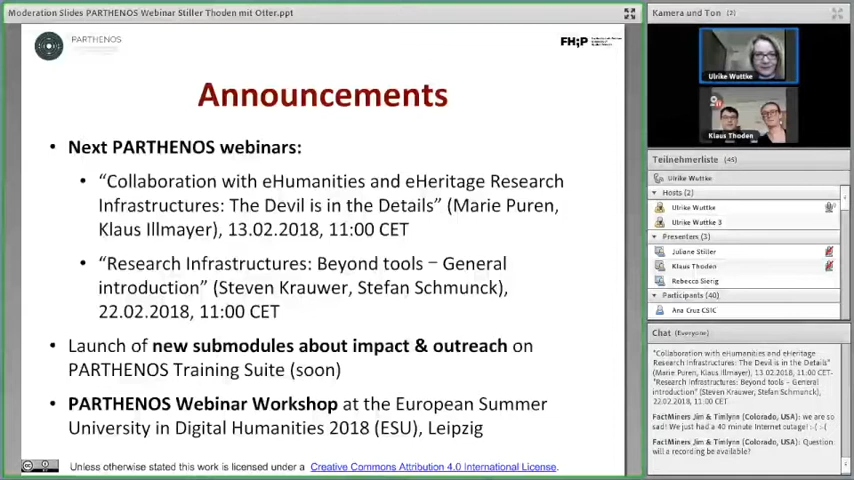 Moderation Slides PARTHENOS Webinar Stiller Thoden mit Otter.ppt
PARTHENOS
FH;P
Announcements
• Next PARTHENOS webinars:
• “Collaboration with eHumanities and eHeritage Research
Infrastructures: The Devil is in the Details” (Marie Puren,
Klaus Illmayer), 13.02.2018, 11:00 CET
• “Research Infrastructures: Beyond tools – General
introduction” (Steven Krauwer, Stefan Schmunck),
22.02.2018, 11:00 CET
• Launch of new submodules about impact & outreach on
PARTHENOS Training Suite (soon)
• PARTHENOS Webinar Workshop at the European Summer
University in Digital Humanities 2018 (ESU), Leipzig
Unless otherwise stated this work is licensed under a Creative Commons Attribution 4.0 International License.
Kamera und Ton (2)
Ulrike Wuttke
Klaus Thoden
Teilnehmerliste (45)
Ulrike Wuttke
Hosts (2)
Ulrike Wuttke
Ulrike Wuttke 3
Presenters (3)
Juliane Stiller
Klaus Thoden
Rebecca Sierig
Participants (40)
Ana Cruz CSIC
Chat (Everyone)
"Collaboration with eHumanities and eHeritage
Research Infrastructures: The Devil is in the Details"
(Marie Puren, Klaus Illmayer), 13.02.2018, 11:00 CET-
"Research Infrastructures: Beyond tools – General
introduction" (Steven Krauwer, Stefan Schmunck),
22.02.2018, 11:00 CET
FactMiners Jim & Timlynn (Colorado, USA): we are so
sad! We just had a 40 minute Internet outage! :-( :-(
FactMiners Jim & Timlynn (Colorado, USA): Question
will a recording be available?